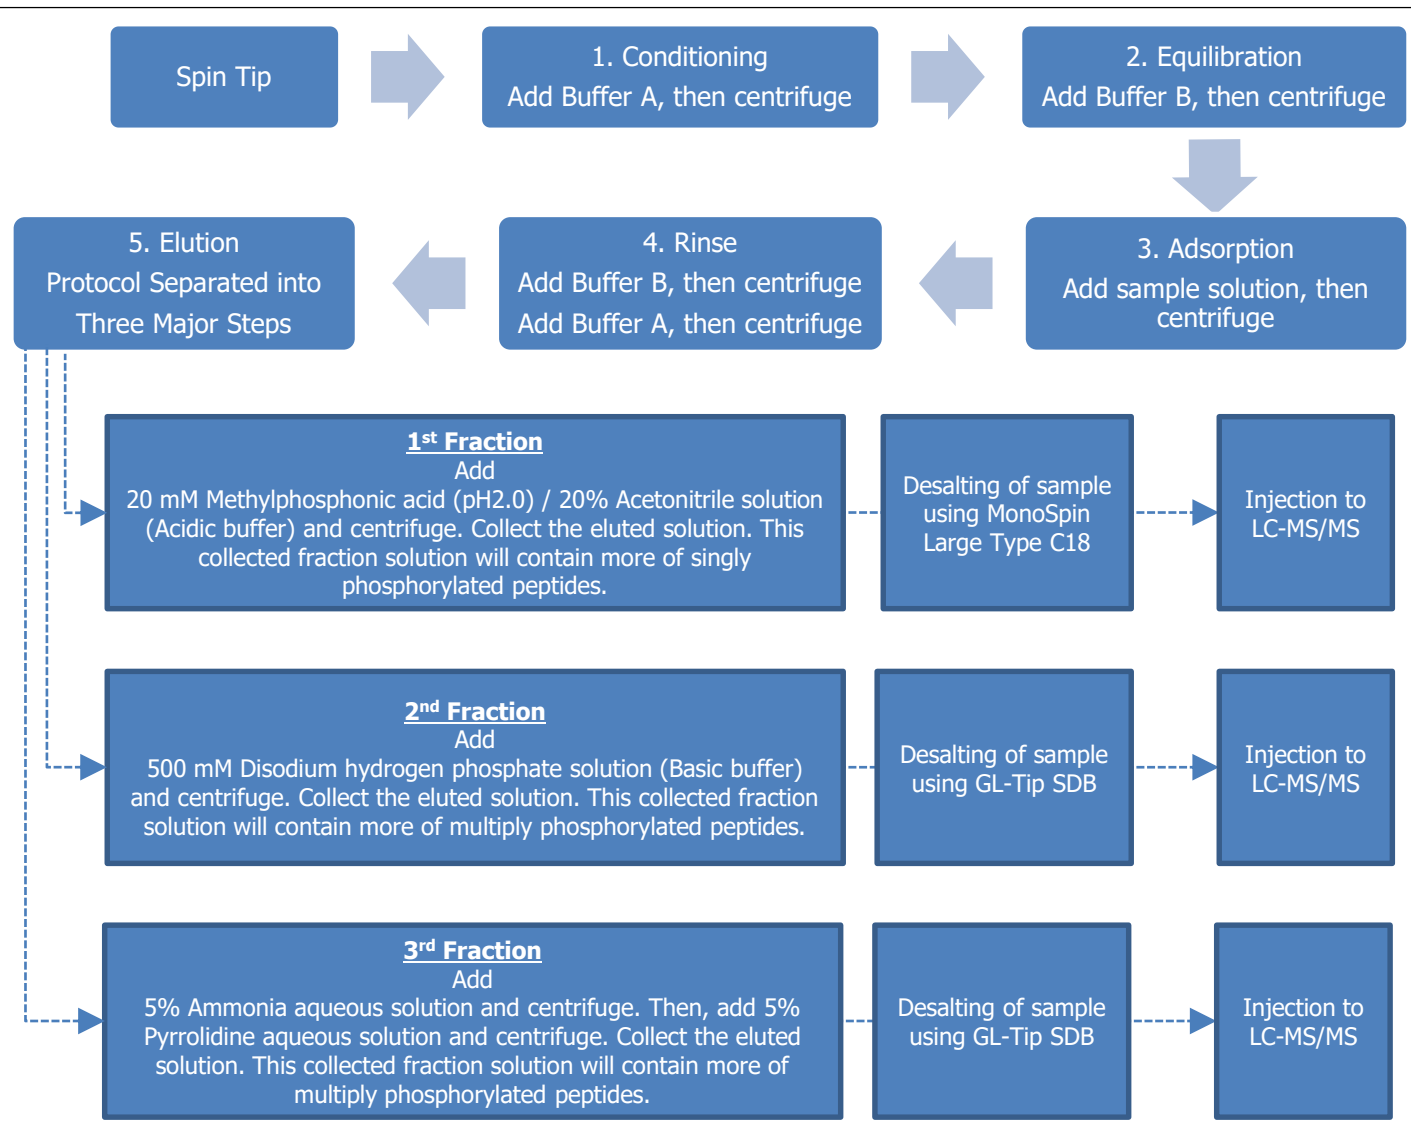 Spin Tip
1. Conditioning
Add Buffer A, then centrifuge
2. Equilibration
Add Buffer B, then centrifuge
3. Adsorption
Add sample solution, then
centrifuge
4. Rinse
Add Buffer B, then centrifuge
Add Buffer A, then centrifuge
5. Elution
Protocol Separated into
Three Major Steps
1st Fraction
Add
20 mM Methylphosphonic acid (pH2.0) / 20% Acetonitrile solution
(Acidic buffer) and centrifuge. Collect the eluted solution. This
collected fraction solution will contain more of singly
phosphorylated peptides.
Desalting of sample
using MonoSpin
Large Type C18
Injection to
LC-MS/MS
2nd Fraction
Add
500 mM Disodium hydrogen phosphate solution (Basic buffer)
and centrifuge. Collect the eluted solution. This collected fraction
solution will contain more of multiply phosphorylated peptides.
Desalting of sample
using GL-Tip SDB
Injection to
LC-MS/MS
3rd Fraction
Add
5% Ammonia aqueous solution and centrifuge. Then, add 5%
Pyrrolidine aqueous solution and centrifuge. Collect the eluted
solution. This collected fraction solution will contain more of
multiply phosphorylated peptides.
Desalting of sample
using GL-Tip SDB
Injection to
LC-MS/MS